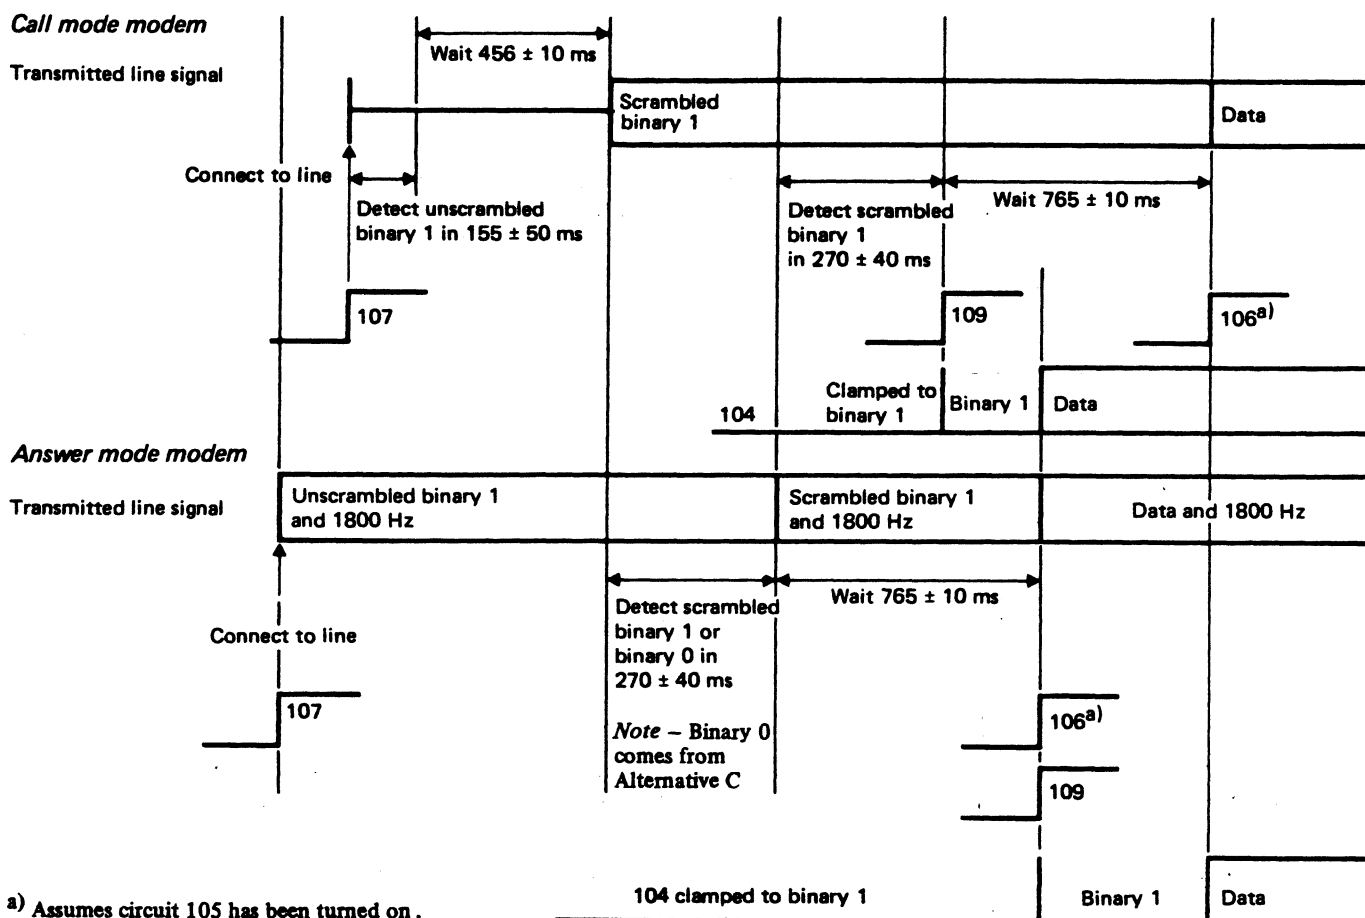 Call mode modem
Wait 456 ± 10 ms
Transmitted line signal
Scrambled
binary 1
Data
Connect to line
Detect unscrambled
binary 1 in 155 ± 50 ms
Detect scrambled
binary 1
in 270 ± 40 ms
Wait 765 ± 10 ms
107
109
106a)
104
Clamped to
binary 1
Binary 1
Data
Answer mode modem
Transmitted line signal
Unscrambled binary 1
and 1800 Hz
Scrambled binary 1
and 1800 Hz
Data and 1800 Hz
Connect to line
Detect scrambled
binary 1 or
binary 0 in
270 ± 40 ms
Wait 765 ± 10 ms
107
Note – Binary 0
comes from
Alternative C
106a)
109
104 clamped to binary 1
Binary 1
Data
a) Assumes circuit 105 has been turned on.